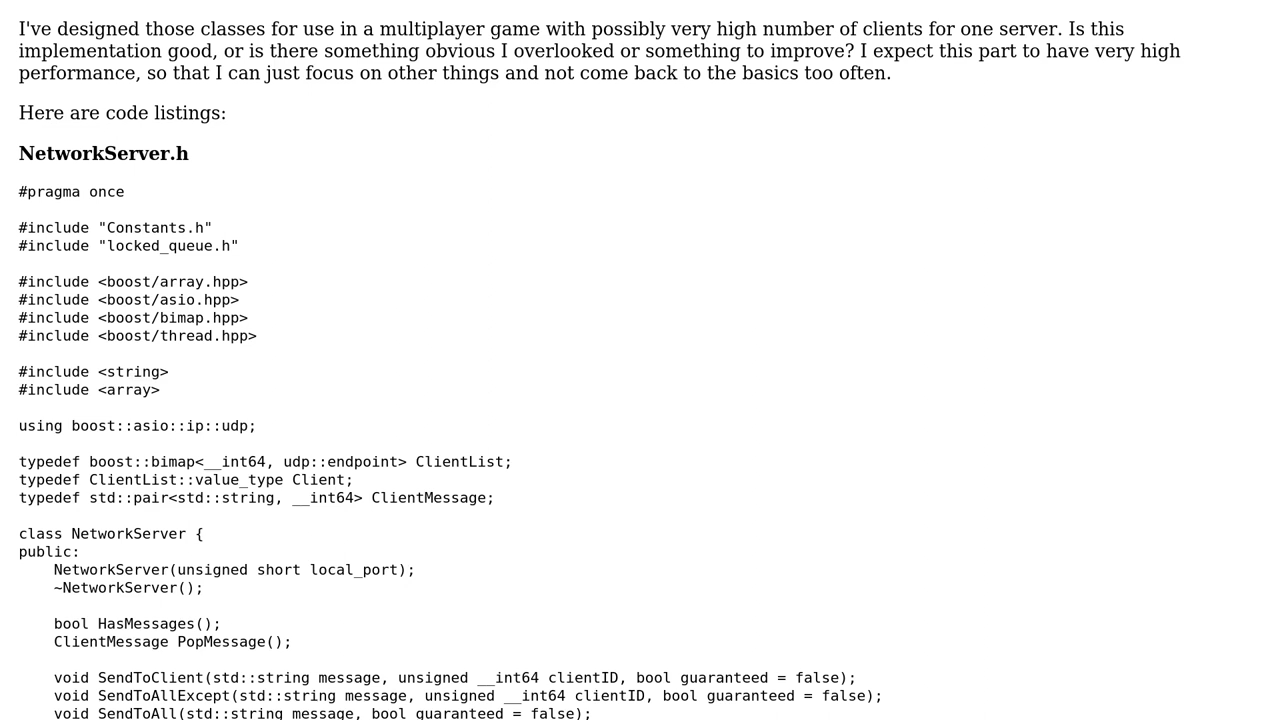 I've designed those classes for use in a multiplayer game with possibly very high number of clients for one server. Is this
implementation good, or is there something obvious I overlooked or something to improve? I expect this part to have very high
performance, so that I can just focus on other things and not come back to the basics too often.
Here are code listings:
NetworkServer.h
#pragma once
#include "Constants.h"
#include "locked_queue.h"
#include <boost/array.hpp>
#include <boost/asio.hpp>
#include <boost/bimap.hpp>
#include <boost/thread.hpp>
#include <string>
#include <array>
using boost::asio::ip::udp;
typedef boost::bimap<__int64, udp::endpoint> ClientList;
typedef ClientList::value_type Client;
typedef std::pair<std::string, __int64> ClientMessage;
class NetworkServer {
public:
    NetworkServer(unsigned short local_port);
    ~NetworkServer();
    bool HasMessages();
    ClientMessage PopMessage();
    void SendToClient(std::string message, unsigned __int64 clientID, bool guaranteed = false);
    void SendToAllExcept(std::string message, unsigned __int64 clientID, bool guaranteed = false);
    void SendToAll(std::string message, bool guaranteed = false);